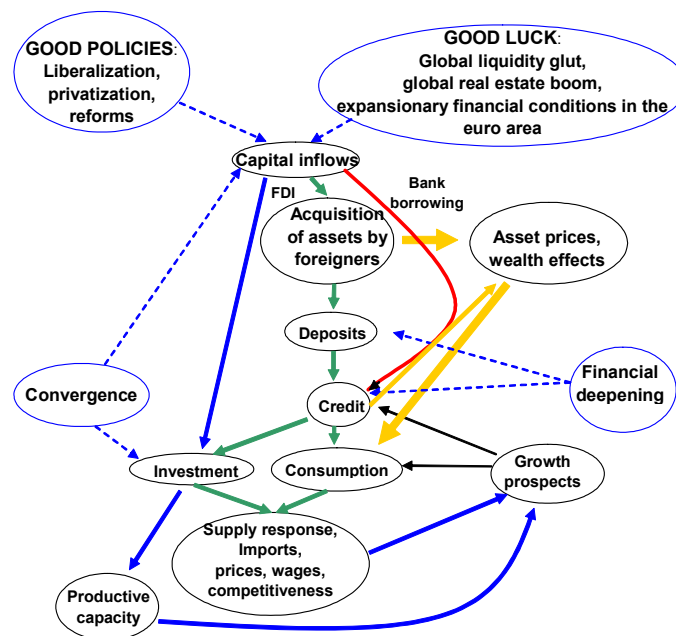 GOOD POLICIES:
Liberalization,
privatization,
reforms
GOOD LUCK:
Global liquidity glut,
global real estate boom,
expansionary financial conditions in the
euro area
Capital inflows
FDI
Bank
borrowing
Acquisition
of assets by
foreigners
Asset prices,
wealth effects
Deposits
Convergence
Financial
deepening
Credit
Investment
Consumption
Growth
prospects
Supply response,
Imports,
prices, wages,
competitiveness
Productive
capacity